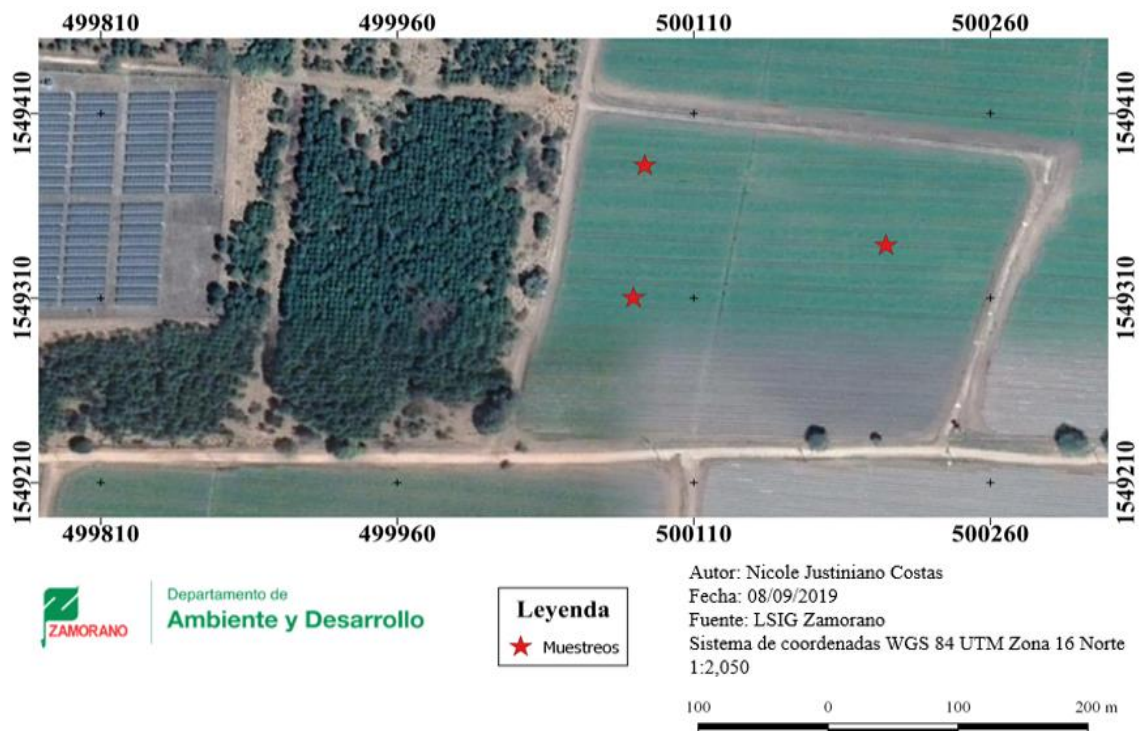 499810 499960 500110 500260
1549410 1549410
1549310 1549310
1549210 1549210
499810 499960 500110 500260
ZAMORANO
Departamento de
Ambiente y Desarrollo
Leyenda
Muestreos
Autor: Nicole Justiniano Costas
Fecha: 08/09/2019
Fuente: LSIG Zamorano
Sistema de coordenadas WGS 84 UTM Zona 16 Norte
1:2,050
100 0 100 200 m